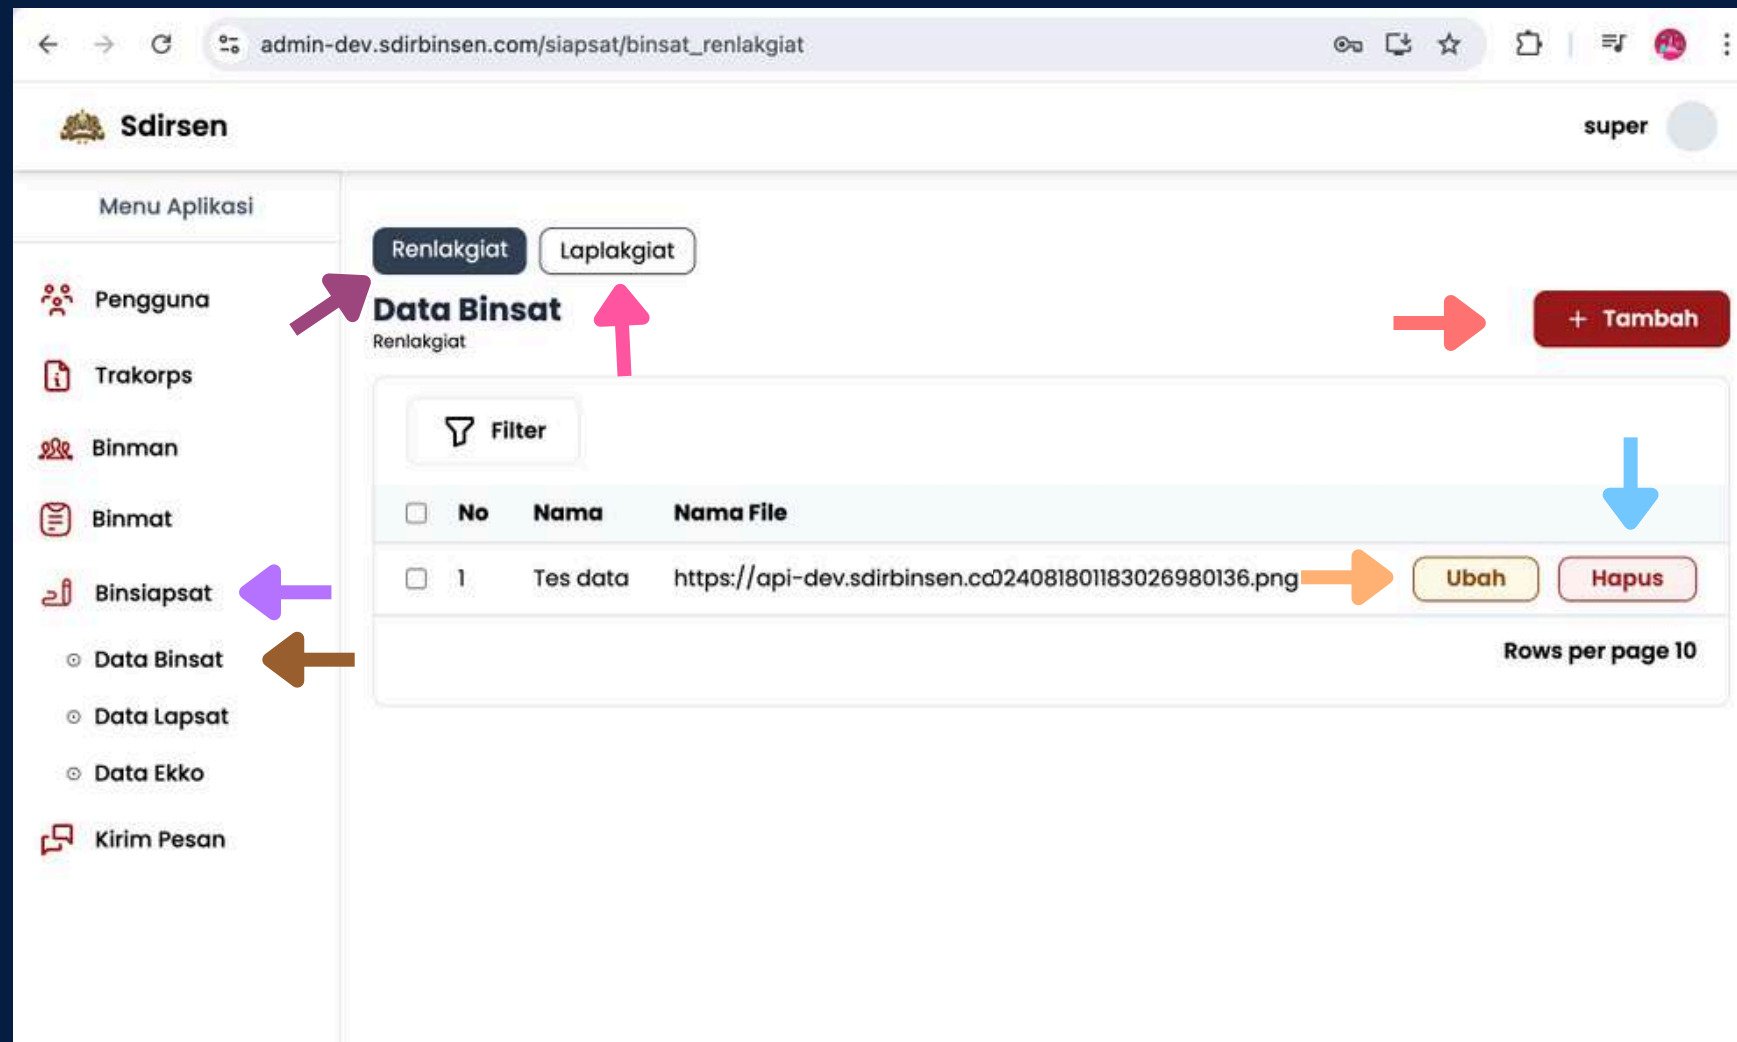 admin-dev.sdirbinsen.com/siapsat/binsat_renlakgiat
Sdirsen
super
Menu Aplikasi
Pengguna
Trakorps
Binman
Binmat
Binsiapsat
Data Binsat
Data Lapsat
Data Ekko
Kirim Pesan
Renlakgiat Laplakgiat
Data Binsat
Renlakgiat
+ Tambah
Filter
No Nama Nama File
1 Tes data https://api-dev.sdirbinsen.co02408180118302698​0136.png Ubah Hapus
Rows per page 10